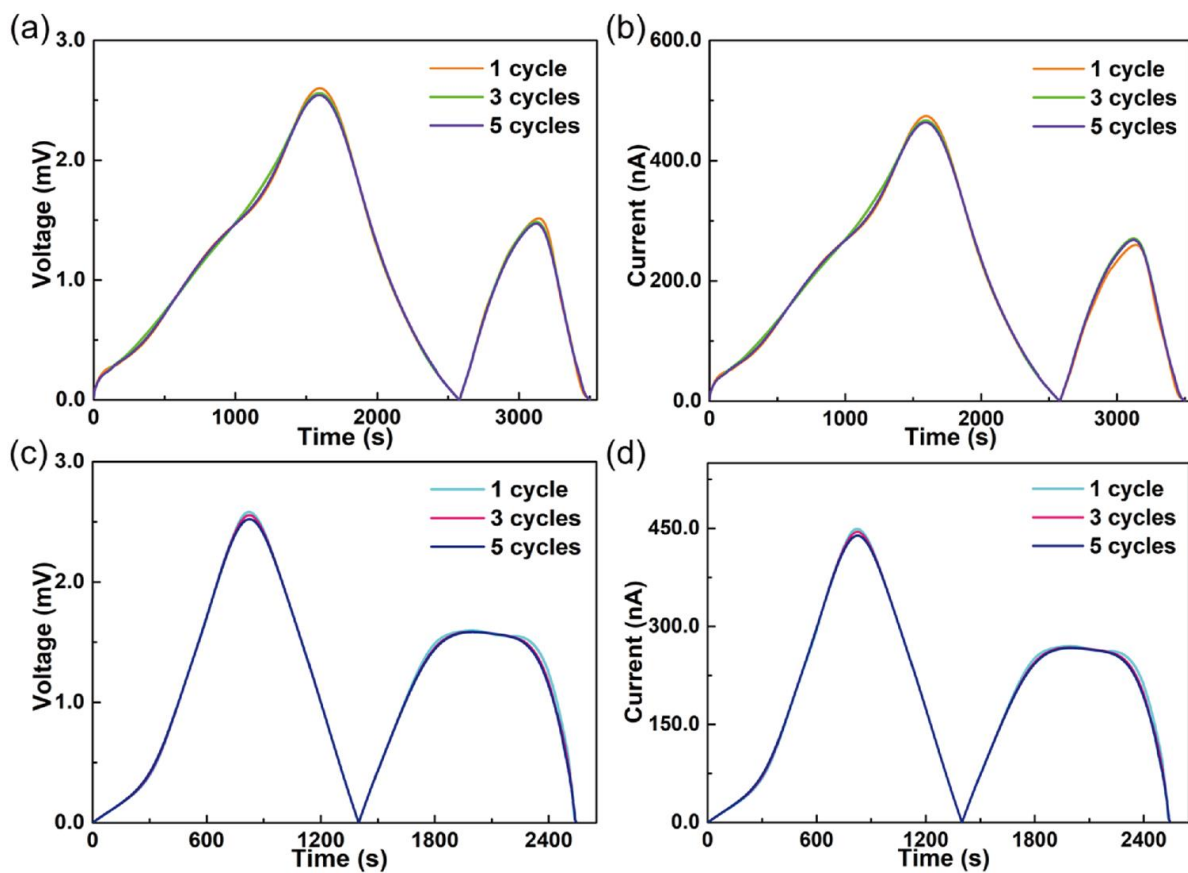 (a)
3.0
2.0
1.0
0.0
Voltage (mV)
1 cycle
3 cycles
5 cycles
0
1000
2000
3000
Time (s)
(b)
600.0
400.0
200.0
0.0
Current (nA)
1 cycle
3 cycles
5 cycles
0
1000
2000
3000
Time (s)
(c)
3.0
2.0
1.0
0.0
Voltage (mV)
1 cycle
3 cycles
5 cycles
0
600
1200
1800
2400
Time (s)
(d)
450.0
300.0
150.0
0.0
Current (nA)
1 cycle
3 cycles
5 cycles
0
600
1200
1800
2400
Time (s)